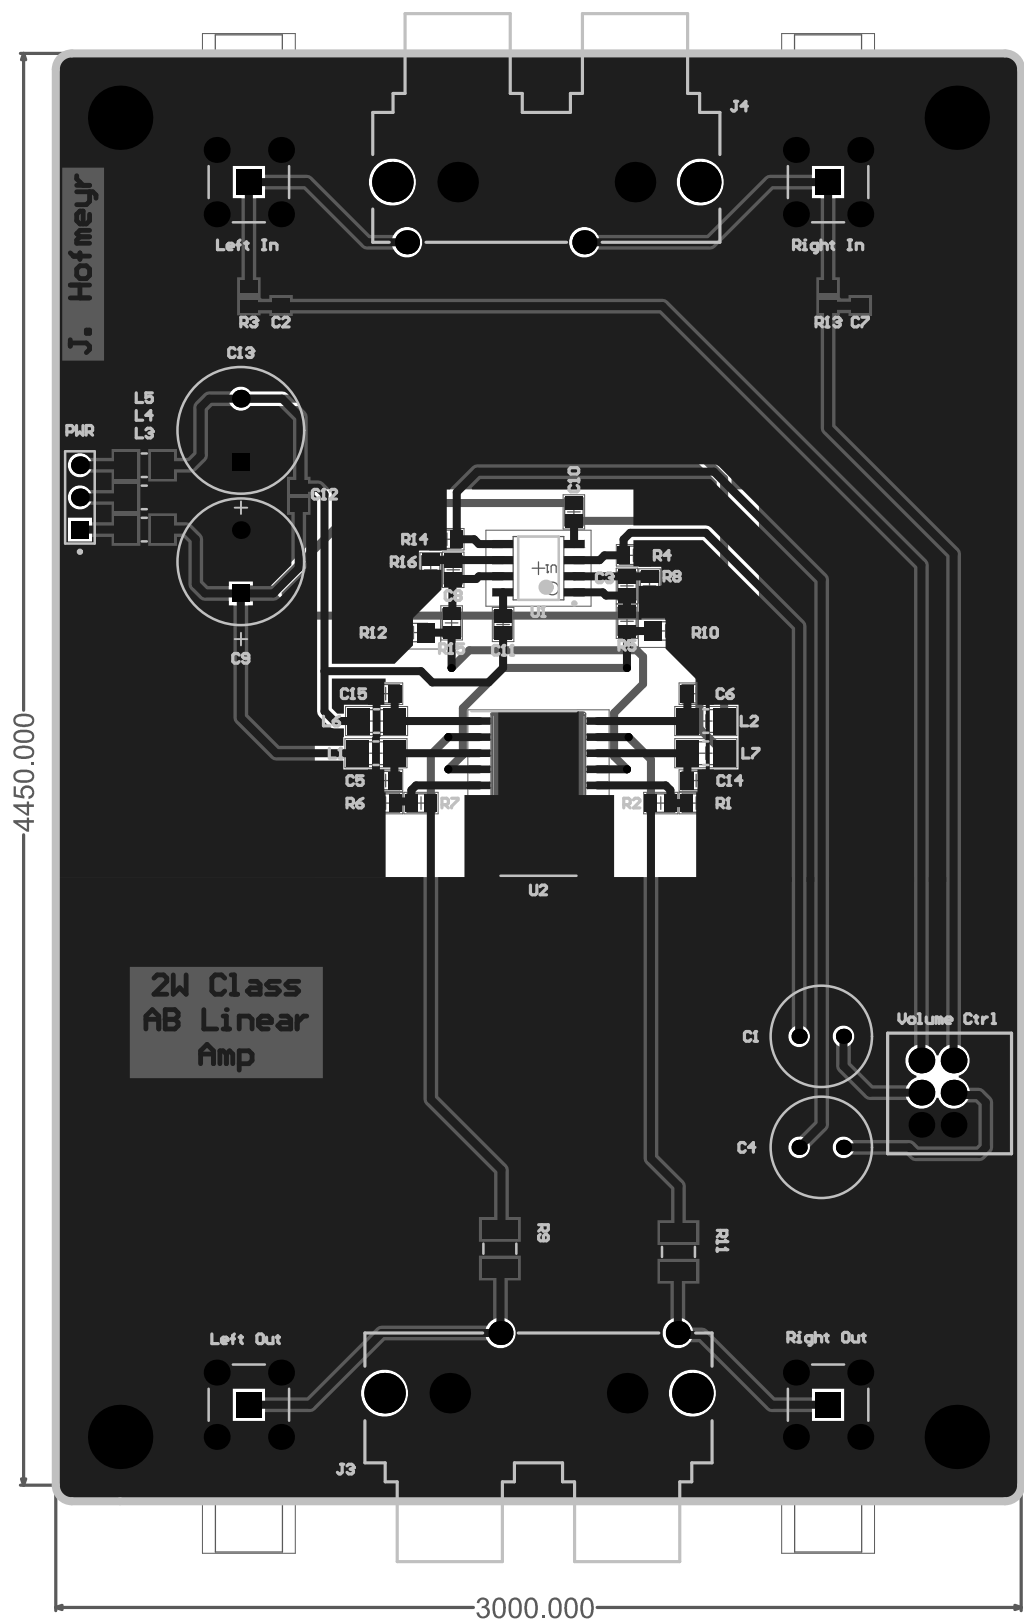 J4
J. Hofmeyr
Left In
Right In
R3 C2
R13 C7
C13
L5
L4
L3
PWR
C12
C10
R14
R16
R4
C3
R8
C8
U1
R12
R15
C11
R5
R10
C9
C15
C6
L6
L2
L1
L7
C5
C14
R6
R7
R2
R1
4450.000
U2
2W Class
AB Linear
Amp
Volume Ctrl
C1
C4
R9
R11
Left Out
Right Out
J3
3000.000